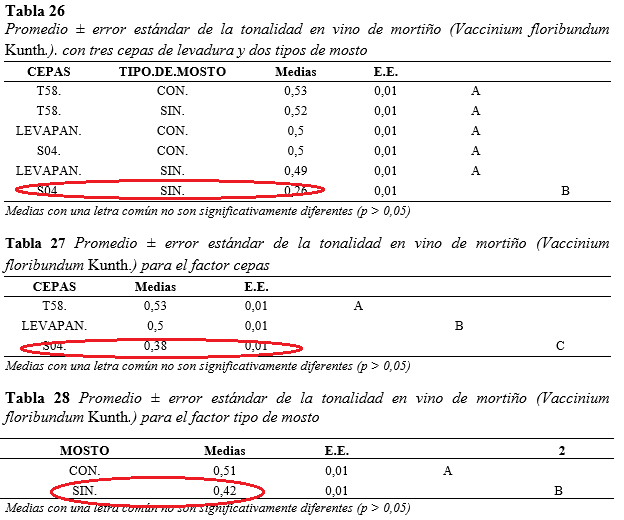 Tabla 26
Promedio ± error estándar de la tonalidad en vino de mortiño (Vaccinium floribundum
Kunth.). con tres cepas de levadura y dos tipos de mosto
CEPAS TIPO.DE.MOSTO Medias E.E.
T58. CON. 0,53 0,01 A
T58. SIN. 0,52 0,01 A
LEVAPAN. CON. 0,5 0,01 A
S04. CON. 0,5 0,01 A
LEVAPAN. SIN. 0,49 0,01 A
S04. SIN. 0,26 0,01 B
Medias con una letra común no son significativamente diferentes (p > 0,05)
Tabla 27 Promedio ± error estándar de la tonalidad en vino de mortiño (Vaccinium
floribundum Kunth.) para el factor cepas
CEPAS Medias E.E.
T58. 0,53 0,01 A
LEVAPAN. 0,5 0,01 B
S04. 0,38 0,01 C
Medias con una letra común no son significativamente diferentes (p > 0,05)
Tabla 28 Promedio ± error estándar de la tonalidad en vino de mortiño (Vaccinium
floribundum Kunth.) para el factor tipo de mosto
MOSTO Medias E.E. 2
CON. 0,51 0,01 A
SIN. 0,42 0,01 B
Medias con una letra común no son significativamente diferentes (p > 0,05)